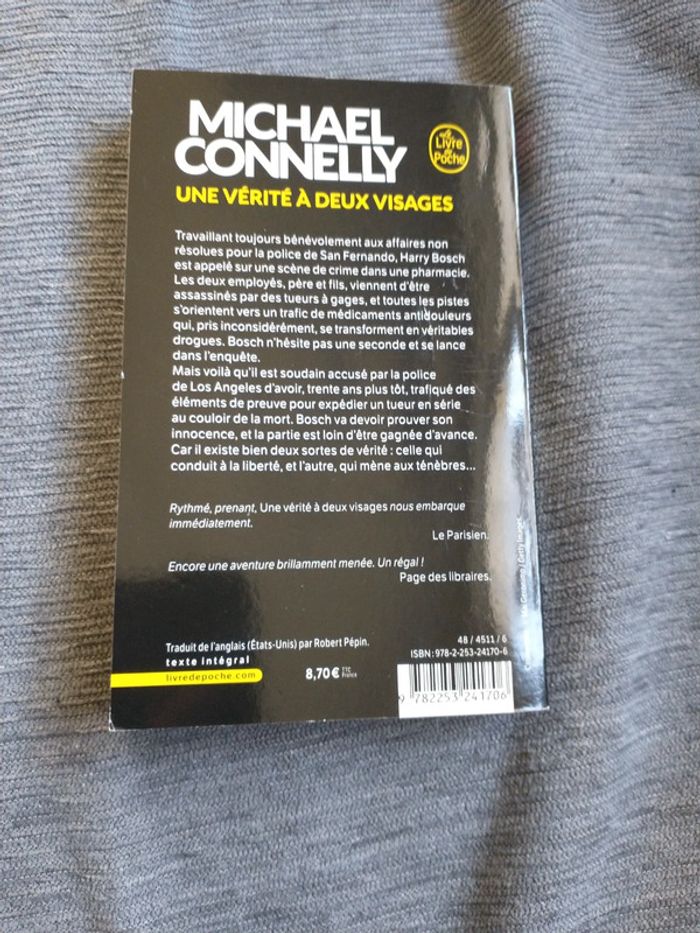 MICHAEL
CONNELLY
Le
Livre
de
Poche
UNE VÉRITÉ À DEUX VISAGES
Travaillant toujours bénévolement aux affaires non
résolues pour la police de San Fernando, Harry Bosch
est appelé sur une scène de crime dans une pharmacie.
Les deux employés, père et fils, viennent d'être
assassinés par des tueurs à gages, et toutes les pistes
s'orientent vers un trafic de médicaments antidouleurs
qui, pris inconsidérément, se transforment en véritables
drogues. Bosch n'hésite pas une seconde et se lance
dans l'enquête.
Mais voilà qu'il est soudain accusé par la police
de Los Angeles d'avoir, trente ans plus tôt, trafiqué des
éléments de preuve pour expédier un tueur en série
au couloir de la mort. Bosch va devoir prouver son
innocence, et la partie est loin d'être gagnée d'avance.
Car il existe bien deux sortes de vérité : celle qui
conduit à la liberté, et l'autre, qui mène aux ténèbres...
Rythmé, prenant, Une vérité à deux visages nous embarque
immédiatement.
Le Parisien.
Encore une aventure brillamment menée. Un régal !
Page des libraires.
Traduit de l'anglais (États-Unis) par Robert Pépin.
texte intégral
livredepoche.com
8,70 € TTC
France
48 / 4511 / 6
ISBN : 978-2-253-24170-6
9 782253 241706
/ Getty Images.